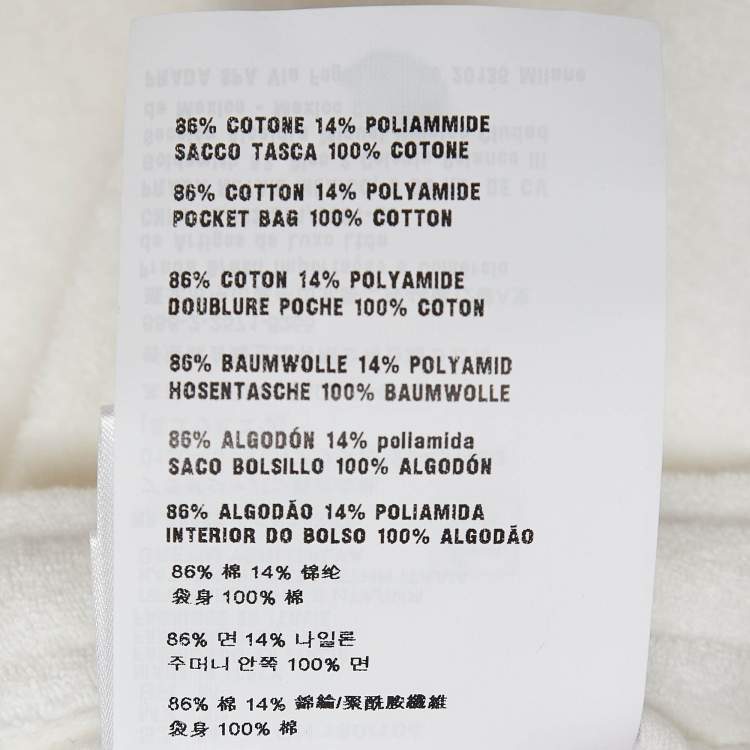 86% COTONE 14% POLIAMMIDE
SACCO TASCA 100% COTONE
86% COTTON 14% POLYAMIDE
POCKET BAG 100% COTTON
86% COTON 14% POLYAMIDE
DOUBLURE POCHE 100% COTON
86% BAUMWOLLE 14% POLYAMID
HOSENTASCHE 100% BAUMWOLLE
86% ALGODÓN 14% poliamida
SACO BOLSILLO 100% ALGODÓN
86% ALGODÃO 14% POLIAMIDA
INTERIOR DO BOLSO 100% ALGODÃO
86% 棉 14% 锦纶
袋身 100% 棉
86% 면 14% 나일론
주머니 안쪽 100% 면
86% 棉 14% 錦綸/聚酰胺纖維
袋身 100% 棉